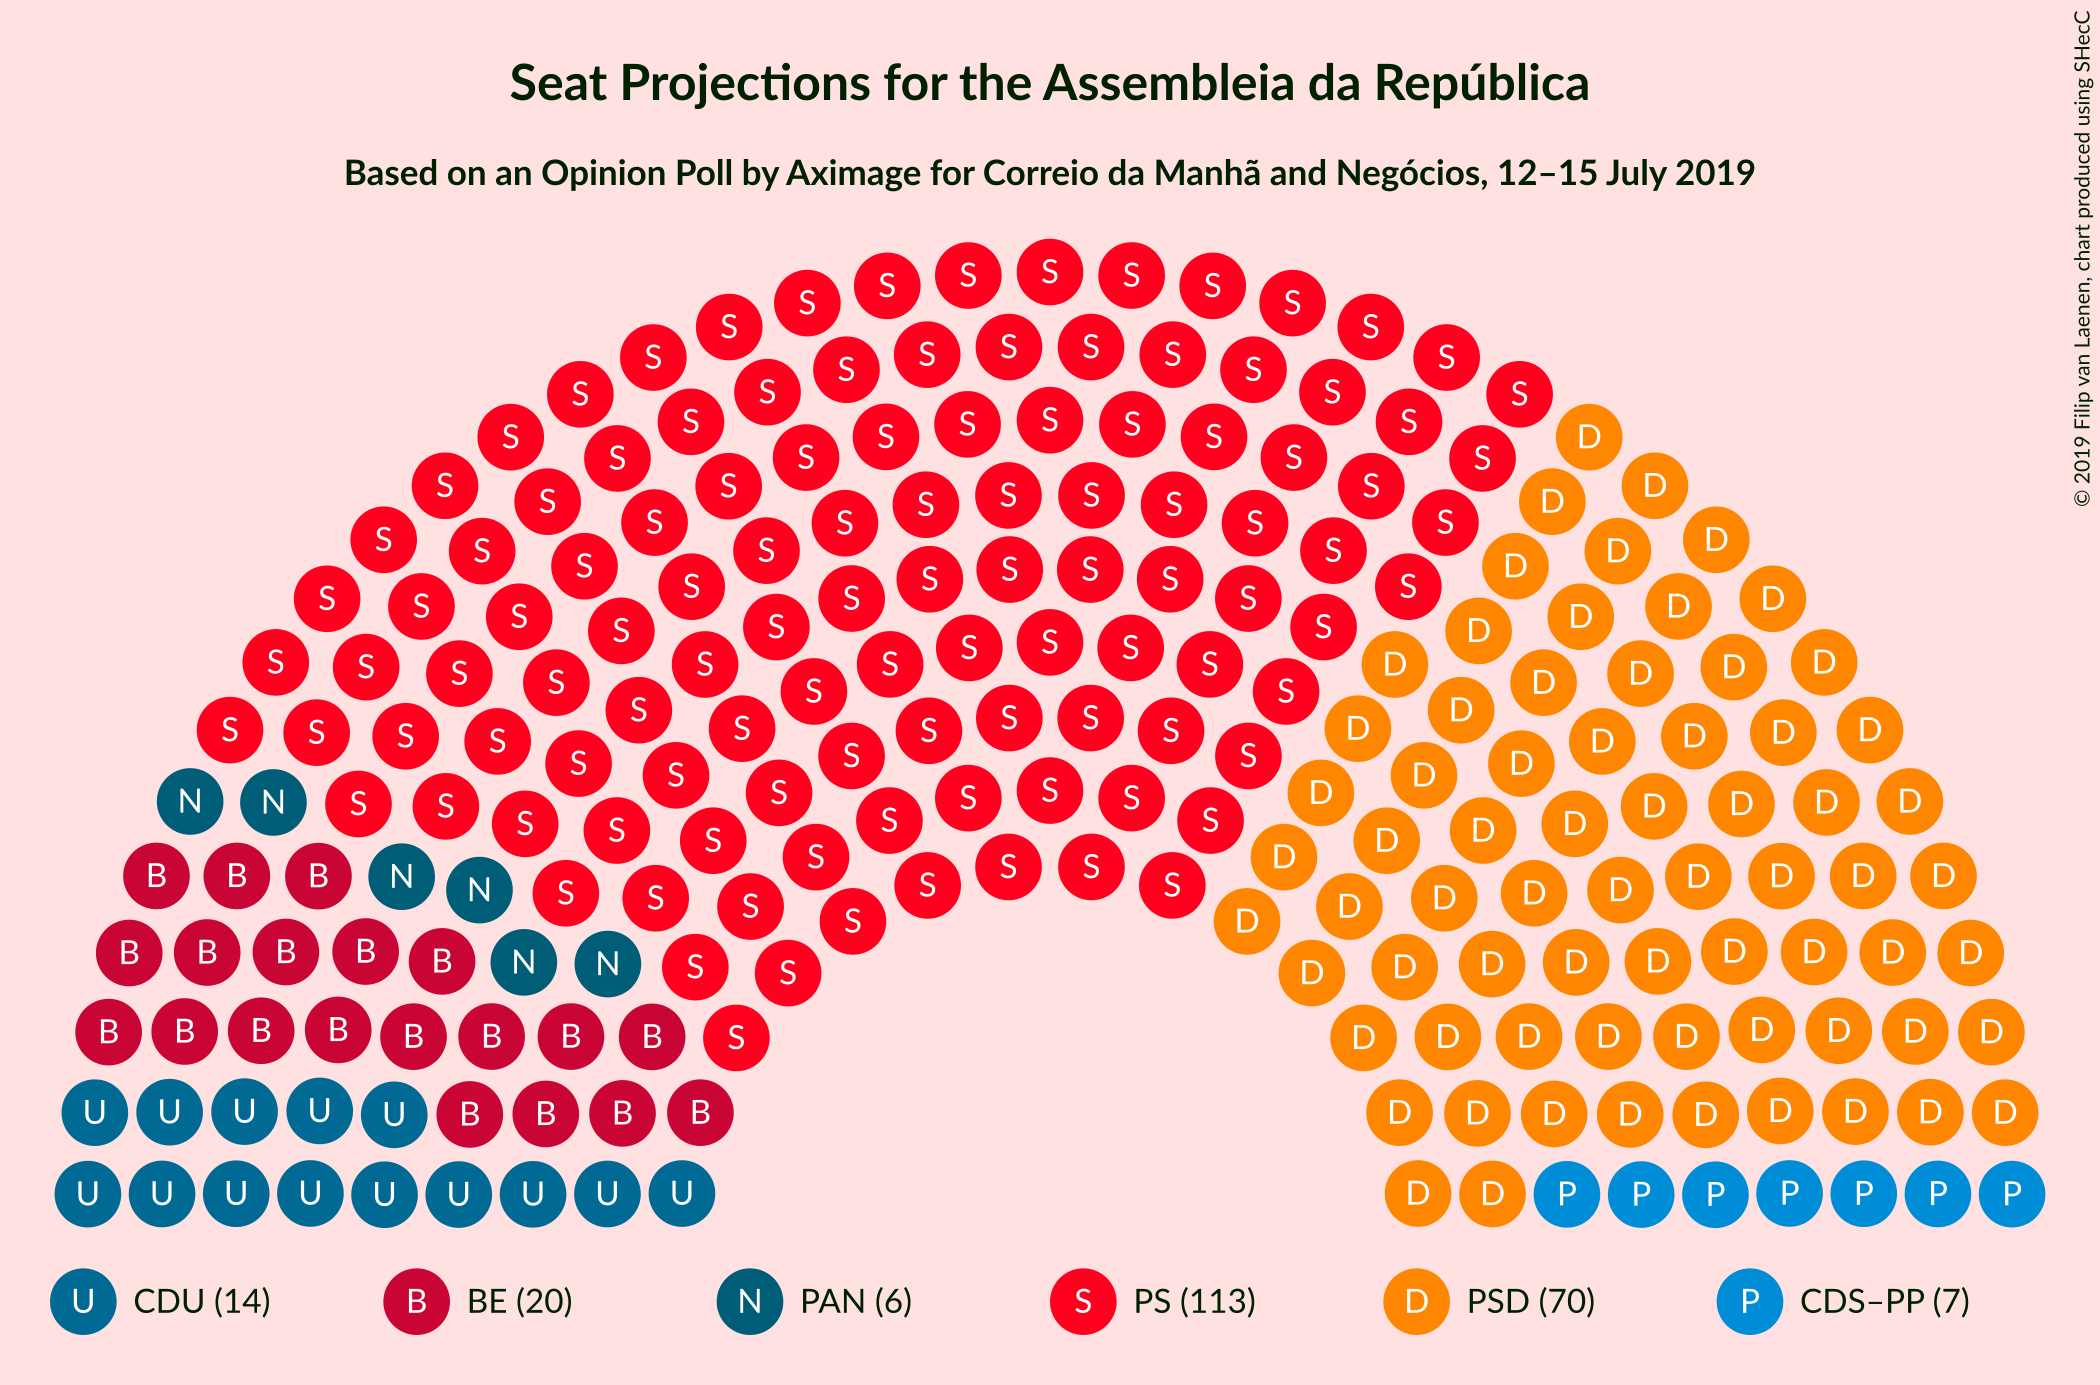 Seat Projections for the Assembleia da República
Based on an Opinion Poll by Aximage for Correio da Manhã and Negócios, 12–15 July 2019
© 2019 Filip van Laenen, chart produced using SHecC
S S S S S S S S S S S S S S S S S S S S S S S S S S S S S S S S S S S S S S S S S S S S S S S S S S S S S S S S S S S S S S S S S S S S S S S S S S S S S S S S S S S S S S S S S S S S S S S S S S S S S S S S S S S S S
D D D D D D D D D D D D D D D D D D D D D D D D D D D D D D D D D D D D D D D D D D D D D D D D D D D D D D D D D D D D D D D D D D D D D D
N N N N N N
B B B B B B B B B B B B B B B B B B B B
U U U U U U U U U U U U U U
P P P P P P P
U CDU (14) B BE (20) N PAN (6) S PS (113) D PSD (70) P CDS–PP (7)